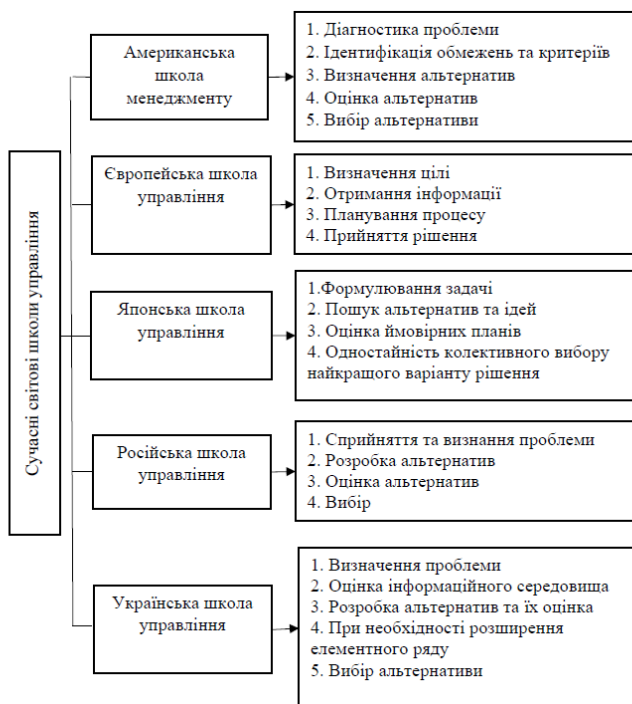 Сучасні світові школи управління
Американська
школа
менеджменту
1. Діагностика проблеми
2. Ідентифікація обмежень та критеріїв
3. Визначення альтернатив
4. Оцінка альтернатив
5. Вибір альтернативи
Європейська школа
управління
1. Визначення цілі
2. Отримання інформації
3. Планування процесу
4. Прийняття рішення
Японська школа
управління
1.Формулювання задачі
2. Пошук альтернатив та ідей
3. Оцінка ймовірних планів
4. Одностайність колективного вибору
найкращого варіанту рішення
Російська школа
управління
1. Сприйняття та визнання проблеми
2. Розробка альтернатив
3. Оцінка альтернатив
4. Вибір
Українська школа
управління
1. Визначення проблеми
2. Оцінка інформаційного середовища
3. Розробка альтернатив та їх оцінка
4. При необхідності розширення
елементного ряду
5. Вибір альтернативи